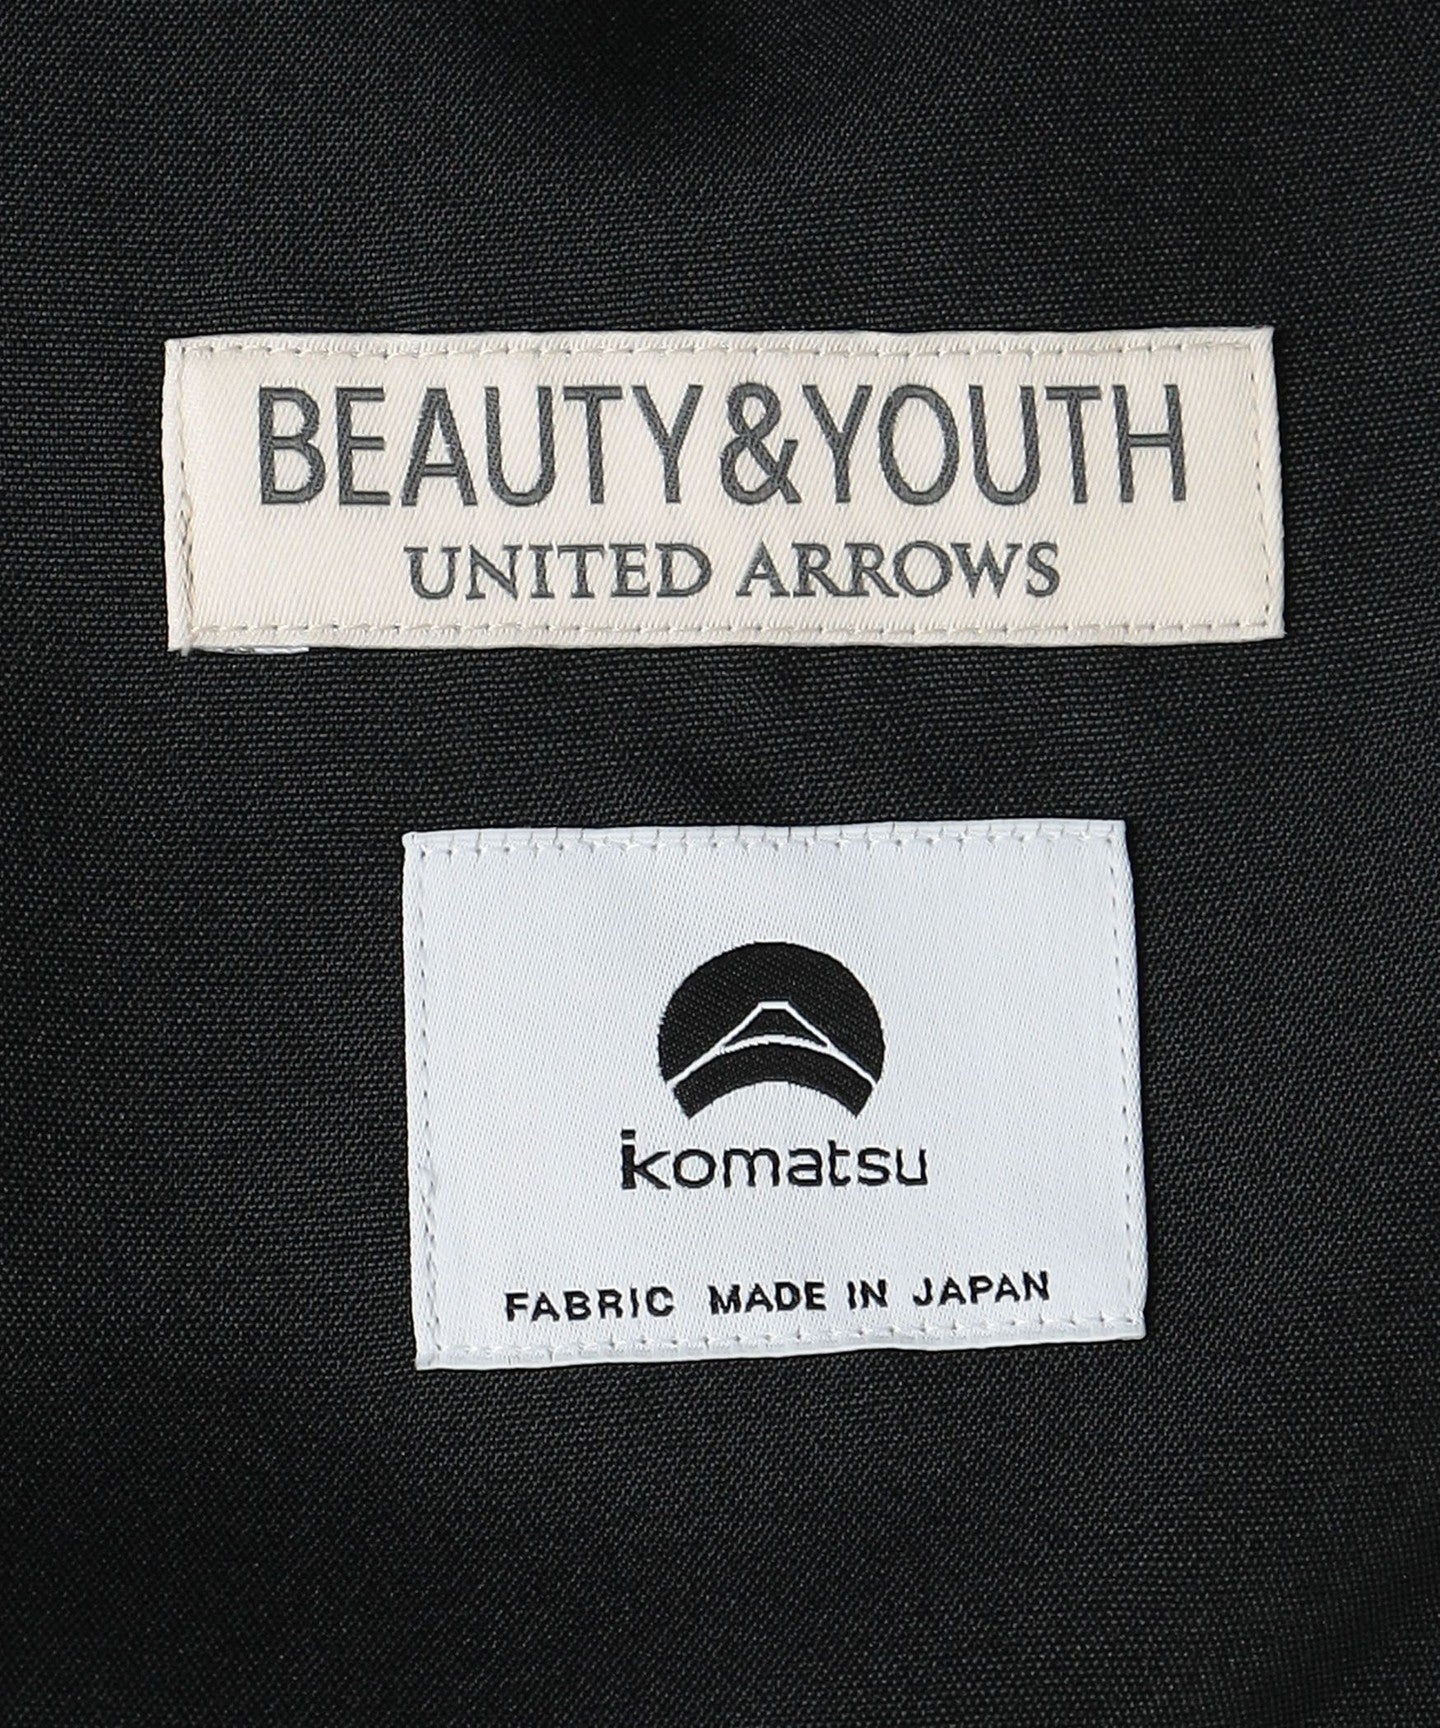 BEAUTY&YOUTH
UNITED ARROWS
komatsu
FABRIC MADE IN JAPAN